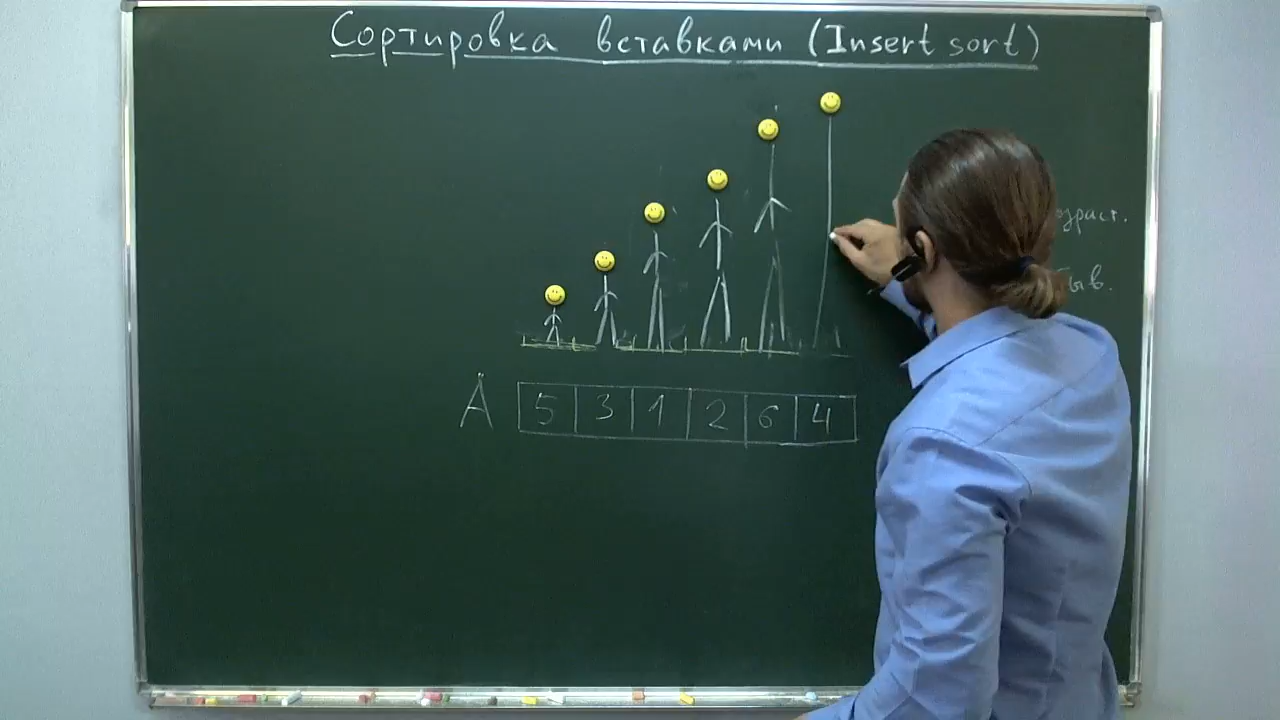 Сортировка вставками (Insert sort)
A 5 3 1 2 6 4